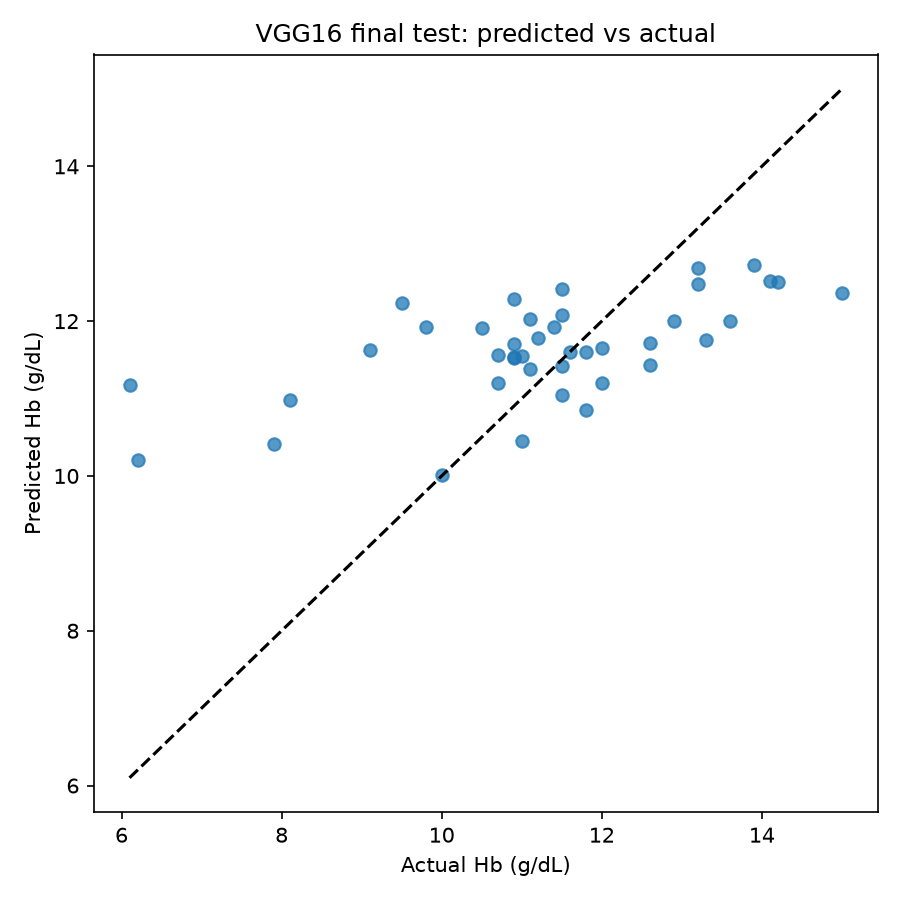 VGG16 final test: predicted vs actual
Predicted Hb (g/dL)
14
12
10
8
6
6 8 10 12 14
Actual Hb (g/dL)